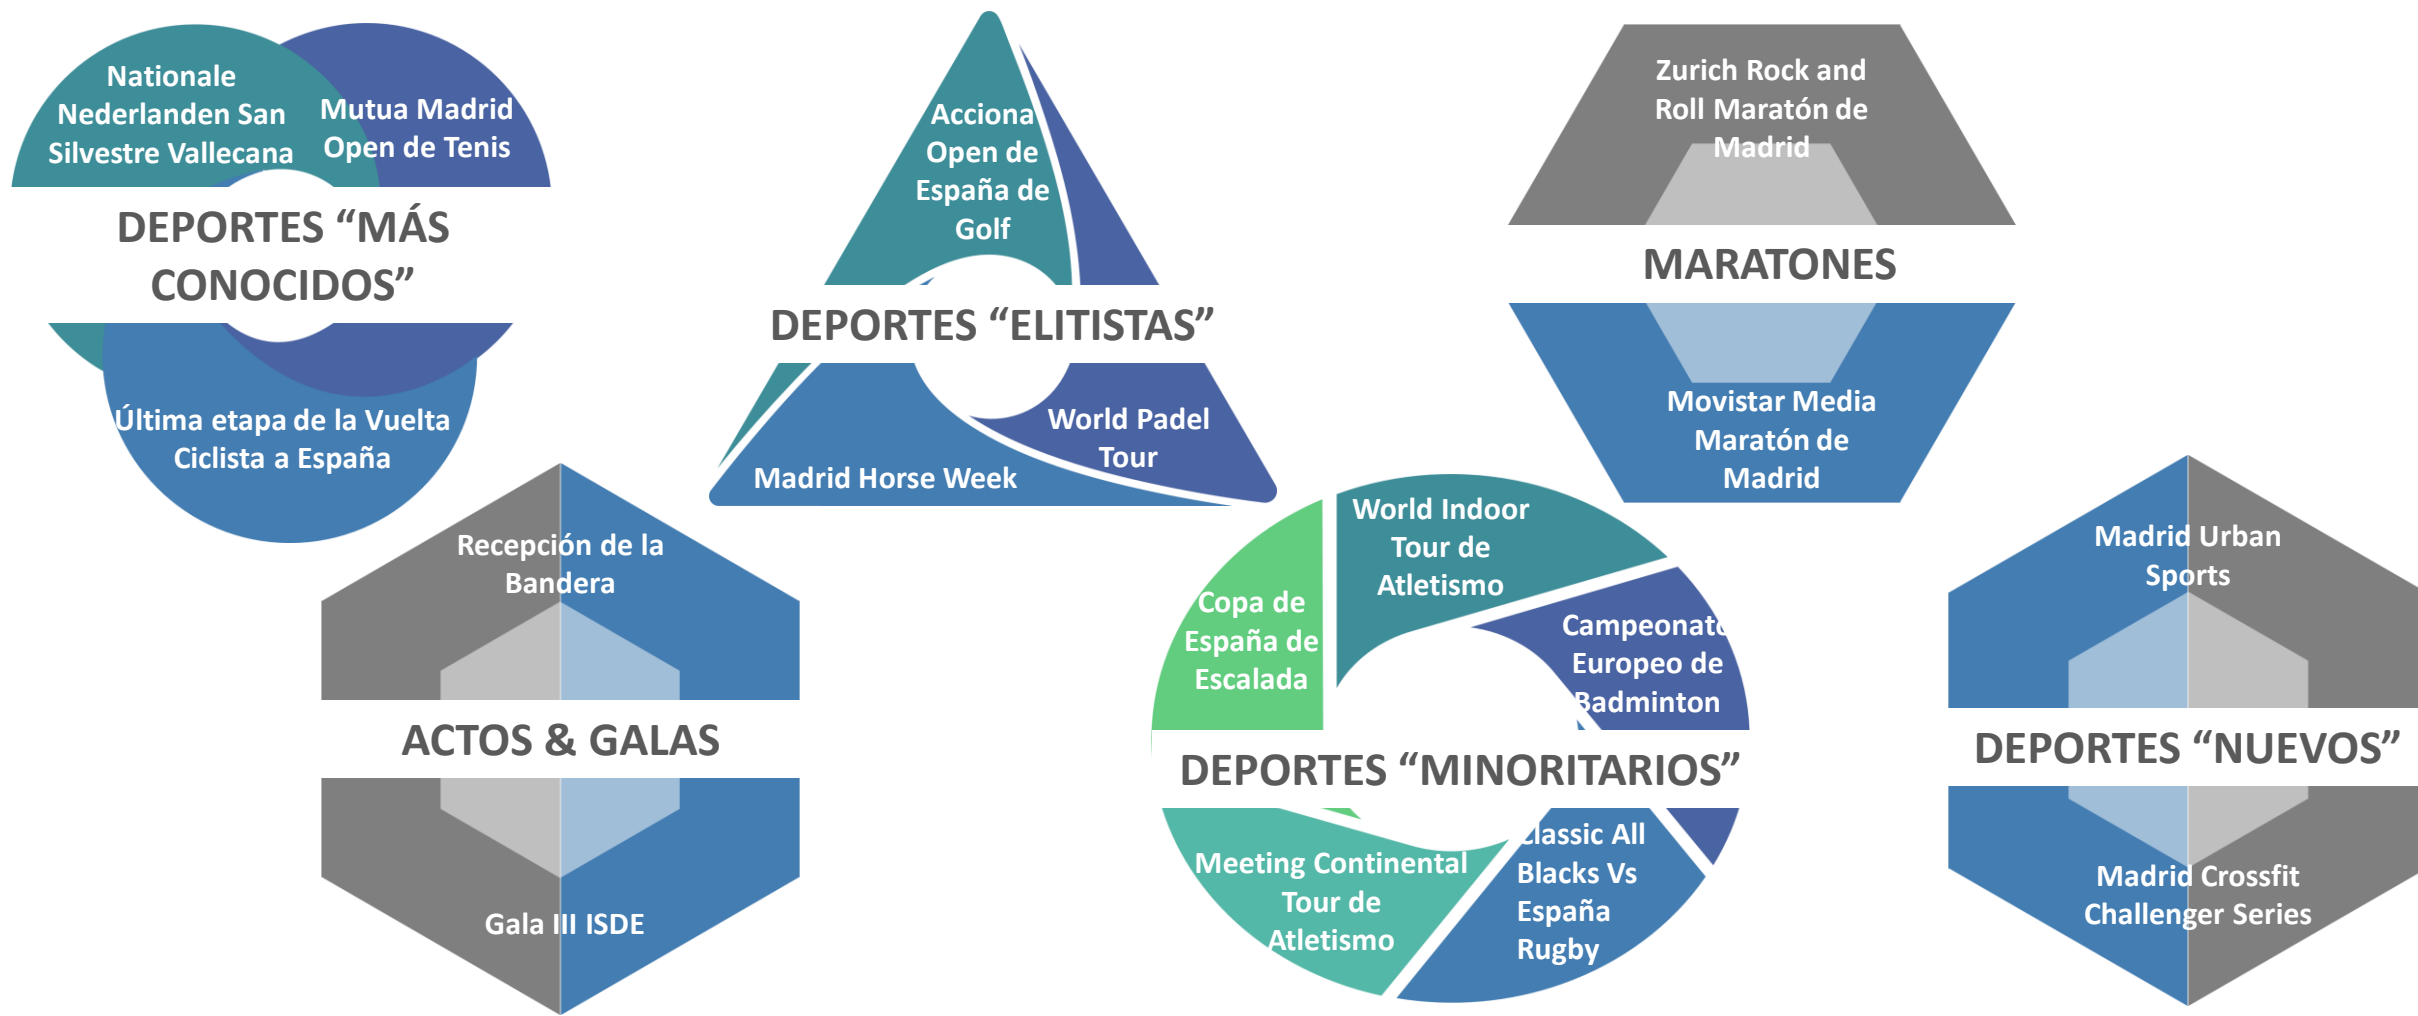 Nationale
Nederlanden San
Silvestre Vallecana
Mutua Madrid
Open de Tenis
DEPORTES “MÁS
CONOCIDOS”
Última etapa de la Vuelta
Ciclista a España
Acciona
Open de
España de
Golf
DEPORTES “ELITISTAS”
World Padel
Tour
Madrid Horse Week
Zurich Rock and
Roll Maratón de
Madrid
MARATONES
Movistar Media
Maratón de
Madrid
Recepción de la
Bandera
ACTOS & GALAS
Gala III ISDE
World Indoor
Tour de
Atletismo
Copa de
España de
Escalada
Campeonato
Europeo de
Badminton
DEPORTES “MINORITARIOS”
Meeting Continental
Tour de
Atletismo
Classic All
Blacks Vs
España
Rugby
Madrid Urban
Sports
DEPORTES “NUEVOS”
Madrid Crossfit
Challenger Series